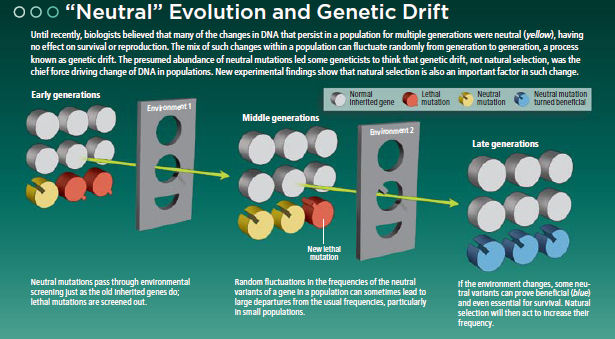 “Neutral” Evolution and Genetic Drift
Until recently, biologists believed that many of the changes in DNA that persist in a population for multiple generations were neutral (yellow), having
no effect on survival or reproduction. The mix of such changes within a population can fluctuate randomly from generation to generation, a process
known as genetic drift. The presumed abundance of neutral mutations led some geneticists to think that genetic drift, not natural selection, was the
chief force driving change of DNA in populations. New experimental findings show that natural selection is also an important factor in such change.
Normal
inherited gene
Lethal
mutation
Neutral
mutation
Neutral mutation
turned beneficial
Early generations
Environment 1
Middle generations
Environment 2
Late generations
New lethal
mutation
Neutral mutations pass through environmental
screening just as the old inherited genes do;
lethal mutations are screened out.
Random fluctuations in the frequencies of the neutral
variants of a gene in a population can sometimes lead to
large departures from the usual frequencies, particularly
in small populations.
If the environment changes, some neu-
tral variants can prove beneficial (blue)
and even essential for survival. Natural
selection will then act to increase their
frequency.